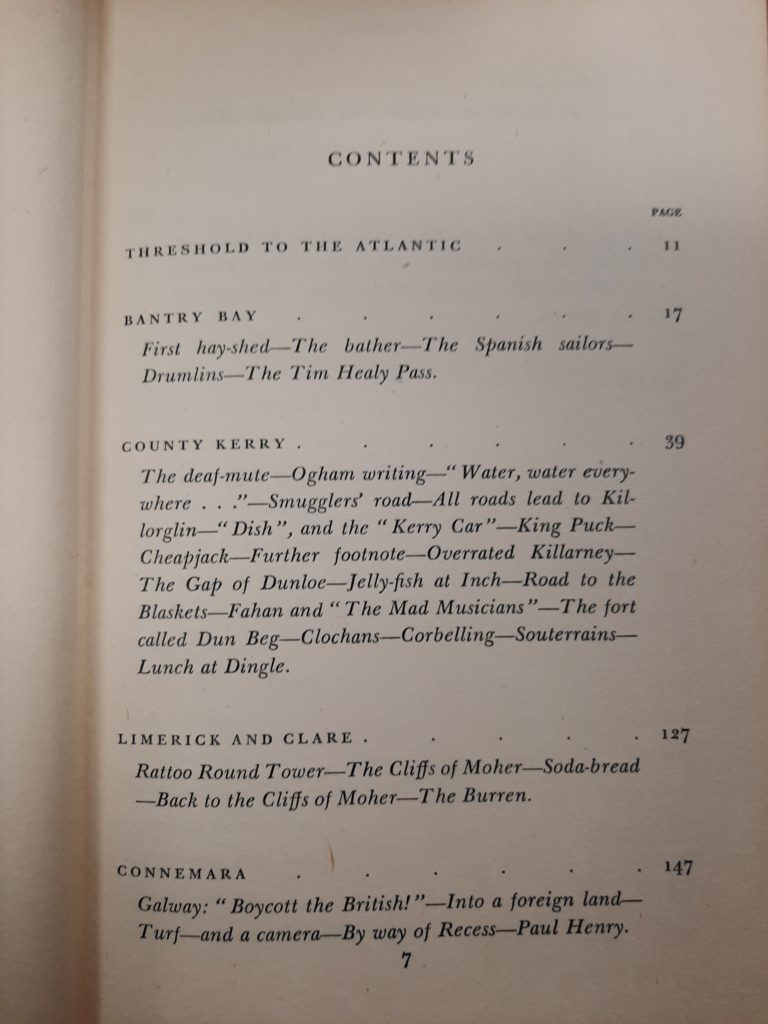 CONTENTS
PAGE
THRESHOLD TO THE ATLANTIC . . . 11
BANTRY BAY . . . . . . 17
First hay-shed—The bather—The Spanish sailors—
Drumlins—The Tim Healy Pass.
COUNTY KERRY . . . . . . 39
The deaf-mute—Ogham writing—“Water, water every-
where . . .”—Smugglers’ road—All roads lead to Kil-
lorglin—“Dish”, and the “Kerry Car”—King Puck—
Cheapjack—Further footnote—Overrated Killarney—
The Gap of Dunloe—Jelly-fish at Inch—Road to the
Blaskets—Fahan and “The Mad Musicians”—The fort
called Dun Beg—Clochans—Corbelling—Souterrains—
Lunch at Dingle.
LIMERICK AND CLARE . . . . . 127
Rattoo Round Tower—The Cliffs of Moher—Soda-bread
—Back to the Cliffs of Moher—The Burren.
CONNEMARA . . . . . . 147
Galway: “Boycott the British!”—Into a foreign land—
Turf—and a camera—By way of Recess—Paul Henry.
7